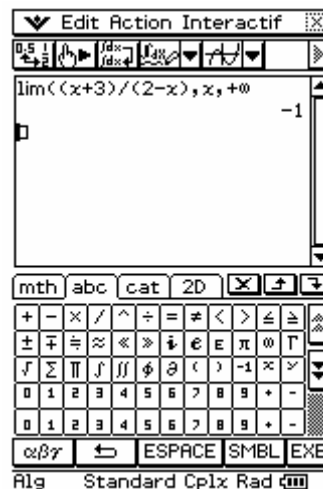 Edit Action Interactif
lim((x+3)/(2-x),x,+∞
-1
mth abc cat 2D
+ - × / ^ ÷ = ≠ < > ≤ ≥
± ∓ ≒ ≈ « » i e E π ∞ Γ
√ Σ Π ∫ ∬ ∮ ∂ ( ) -1 x y
0 1 2 3 4 5 6 7 8 9 + -
0 1 2 3 4 5 6 7 8 9 + -
αβγ ESPACE SMBL EXE
Alg Standard Cplx Rad